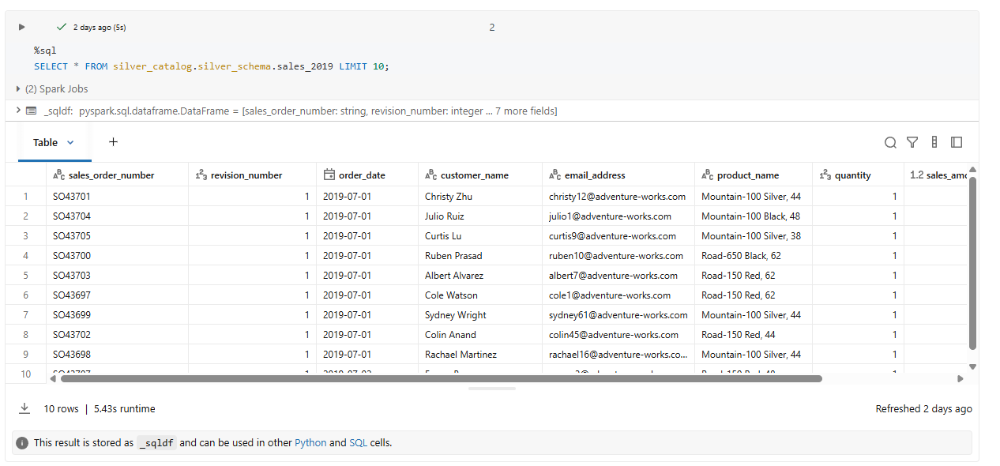 2 days ago (5s)
2
%sql
SELECT * FROM silver_catalog.silver_schema.sales_2019 LIMIT 10;
(2) Spark Jobs
_sqldf: pyspark.sql.dataframe.DataFrame = [sales_order_number: string, revision_number: integer ... 7 more fields]
Table
+
ABC sales_order_number 123 revision_number order_date ABC customer_name ABC email_address ABC product_name 123 quantity 1.2 sales_am
1 SO43701 1 2019-07-01 Christy Zhu christy12@adventure-works.com Mountain-100 Silver, 44 1
2 SO43704 1 2019-07-01 Julio Ruiz julio1@adventure-works.com Mountain-100 Black, 48 1
3 SO43705 1 2019-07-01 Curtis Lu curtis9@adventure-works.com Mountain-100 Silver, 38 1
4 SO43700 1 2019-07-01 Ruben Prasad ruben10@adventure-works.com Road-650 Black, 62 1
5 SO43703 1 2019-07-01 Albert Alvarez albert7@adventure-works.com Road-150 Red, 62 1
6 SO43697 1 2019-07-01 Cole Watson cole1@adventure-works.com Road-150 Red, 62 1
7 SO43699 1 2019-07-01 Sydney Wright sydney61@adventure-works.com Mountain-100 Silver, 44 1
8 SO43702 1 2019-07-01 Colin Anand colin45@adventure-works.com Road-150 Red, 44 1
9 SO43698 1 2019-07-01 Rachael Martinez rachael16@adventure-works.co... Mountain-100 Silver, 44 1
10
10 rows | 5.43s runtime
Refreshed 2 days ago
This result is stored as _sqldf and can be used in other Python and SQL cells.